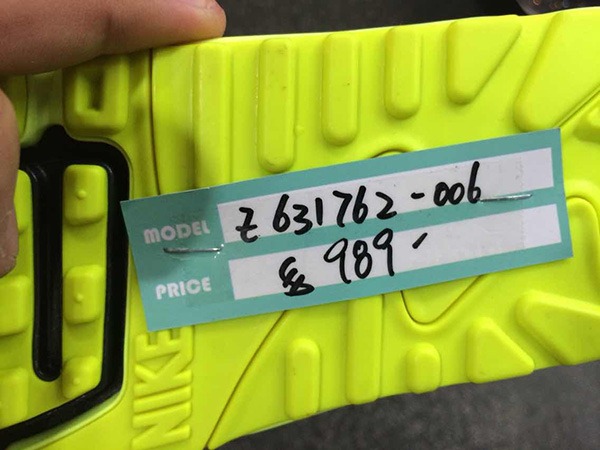 MODEL Z 631762-006
PRICE $ 989-
NIKE